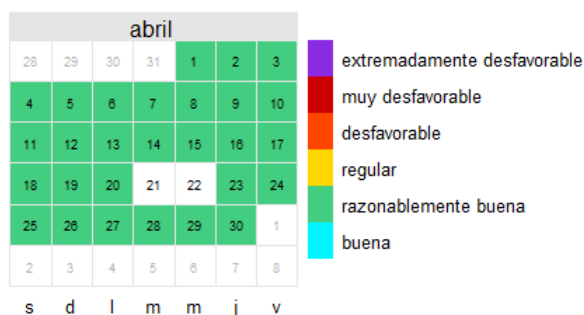 abril
28 29 30 31 1 2 3
4 5 6 7 8 9 10
11 12 13 14 15 16 17
18 19 20 21 22 23 24
25 26 27 28 29 30 1
2 3 4 5 6 7 8
s d l m m j v
extremadamente desfavorable
muy desfavorable
desfavorable
regular
razonablemente buena
buena